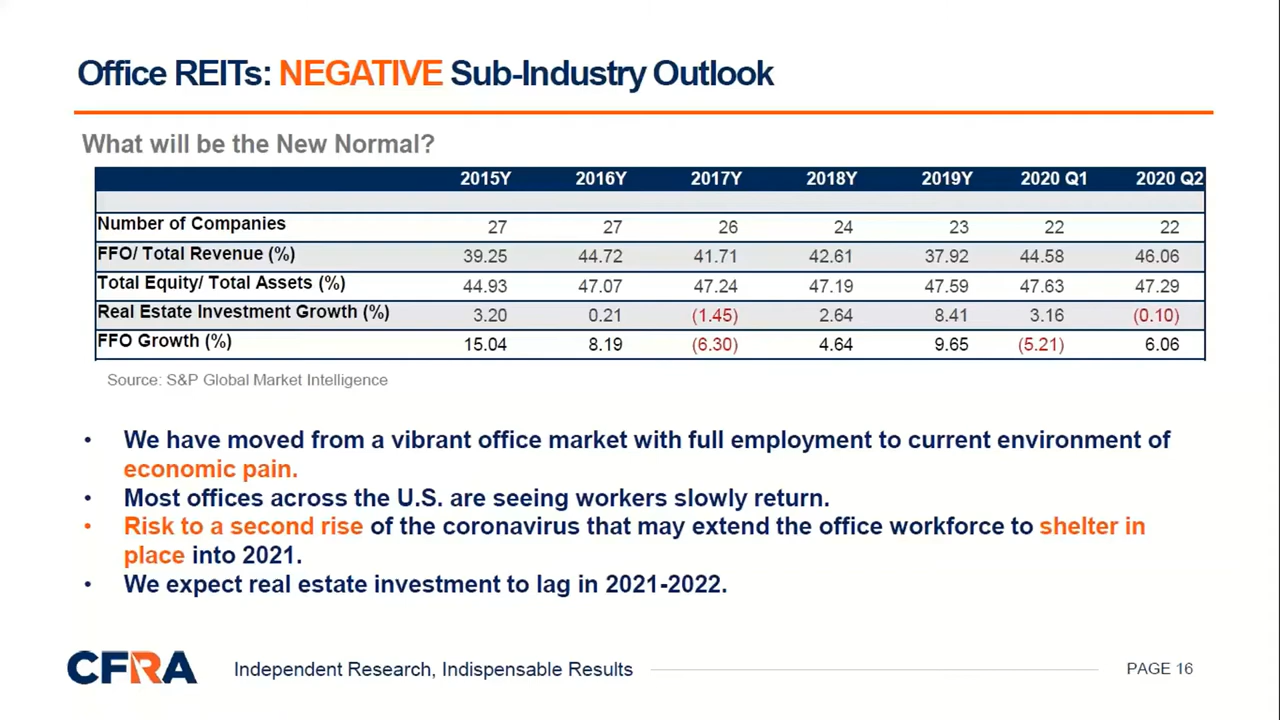 Office REITs: NEGATIVE Sub-Industry Outlook
What will be the New Normal?
2015Y 2016Y 2017Y 2018Y 2019Y 2020 Q1 2020 Q2
Number of Companies 27 27 26 24 23 22 22
FFO/ Total Revenue (%) 39.25 44.72 41.71 42.61 37.92 44.58 46.06
Total Equity/ Total Assets (%) 44.93 47.07 47.24 47.19 47.59 47.63 47.29
Real Estate Investment Growth (%) 3.20 0.21 (1.45) 2.64 8.41 3.16 (0.10)
FFO Growth (%) 15.04 8.19 (6.30) 4.64 9.65 (5.21) 6.06
Source: S&P Global Market Intelligence
• We have moved from a vibrant office market with full employment to current environment of
economic pain.
• Most offices across the U.S. are seeing workers slowly return.
• Risk to a second rise of the coronavirus that may extend the office workforce to shelter in
place into 2021.
• We expect real estate investment to lag in 2021-2022.
CFRA Independent Research, Indispensable Results PAGE 16